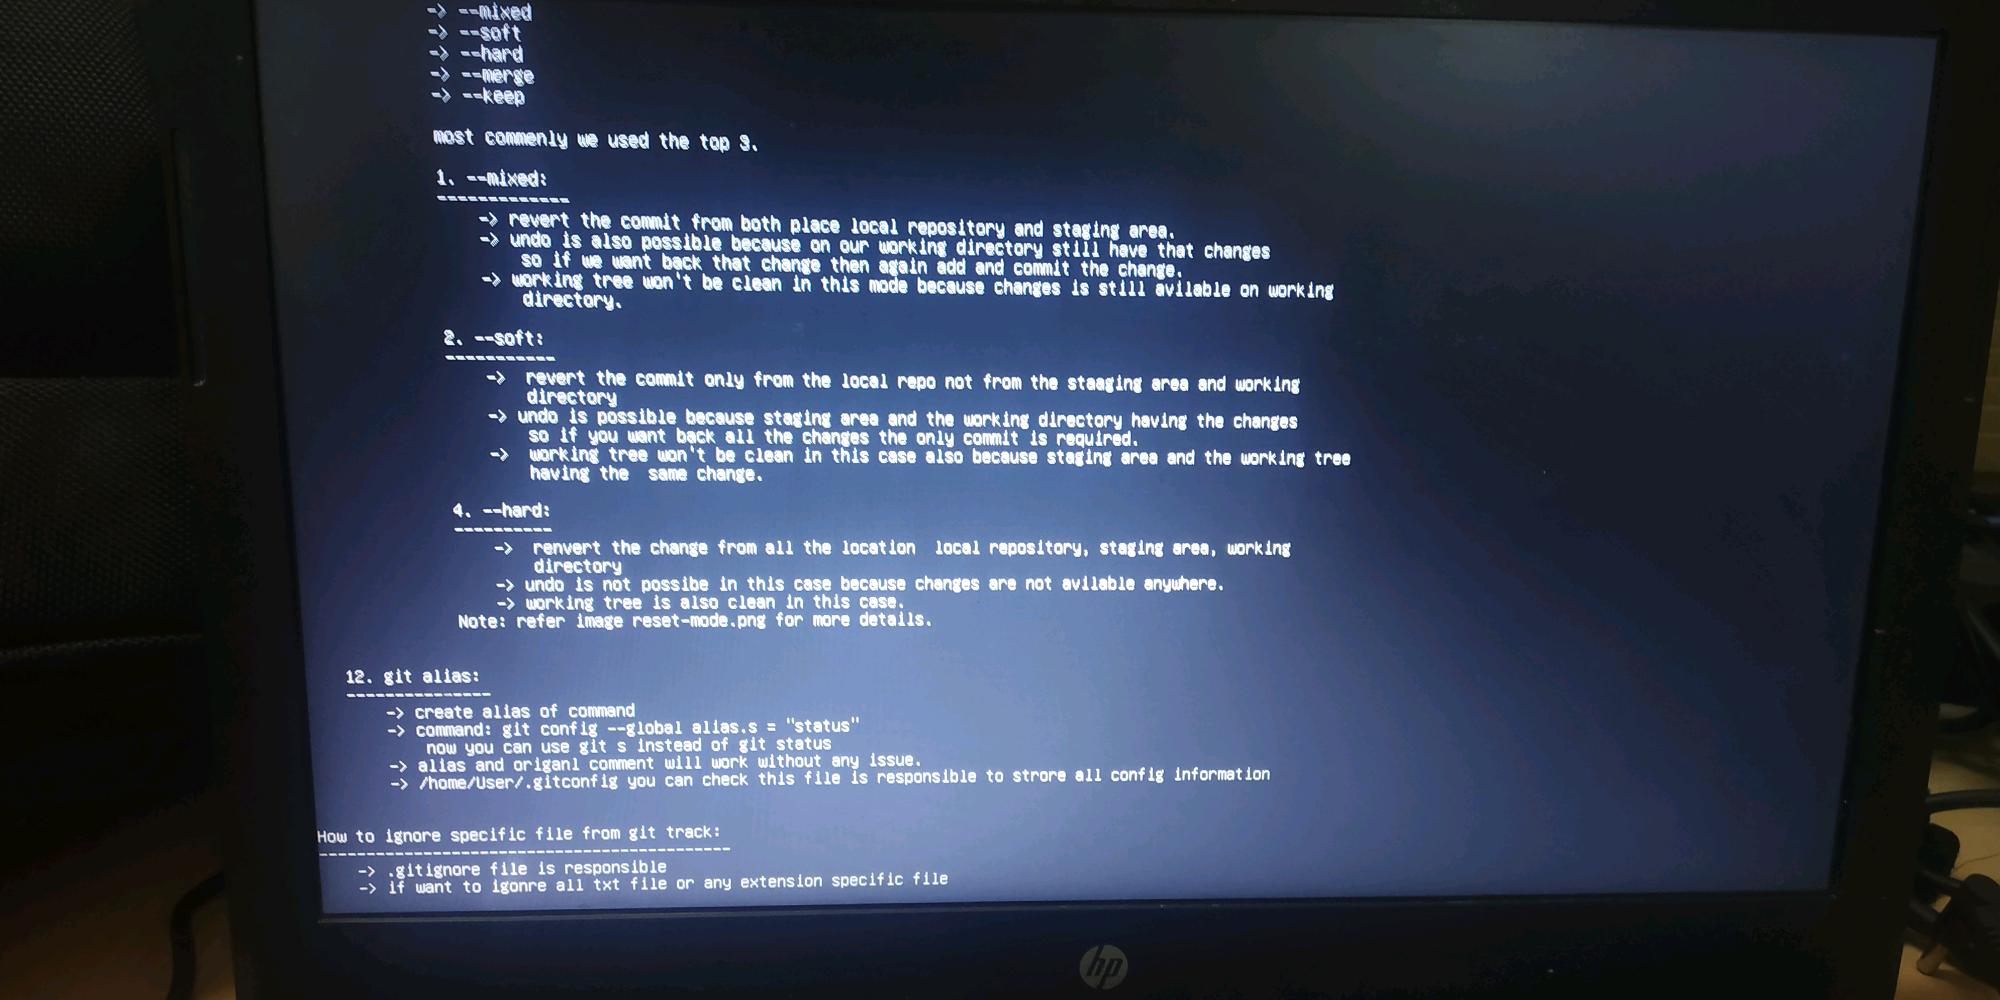 -> --mixed
-> --soft
-> --hard
-> --merge
-> --keep
most commenly we used the top 3.
1. --mixed:
-------------
-> revert the commit from both place local repository and staging area.
-> undo is also possible because on our working directory still have that changes
so if we want back that change then again add and commit the change.
-> working tree won't be clean in this mode because changes is still avilable on working
directory.
2. --soft:
-----------
-> revert the commit only from the local repo not from the staaging area and working
directory
-> undo is possible because staging area and the working directory having the changes
so if you want back all the changes the only commit is required.
-> working tree won't be clean in this case also because staging area and the working tree
having the same change.
4. --hard:
----------
-> renvert the change from all the location local repository, staging area, working
directory
-> undo is not possibe in this case because changes are not avilable anywhere.
-> working tree is also clean in this case.
Note: refer image reset-mode.png for more details.
12. git alias:
---------------
-> create alias of command
-> command: git config --global alias.s = "status"
now you can use git s instead of git status
-> alias and origanl comment will work without any issue.
-> /home/User/.gitconfig you can check this file is responsible to strore all config information
How to ignore specific file from git track:
-------------------------------------------
-> .gitignore file is responsible
-> if want to igonre all txt file or any extension specific file
hp